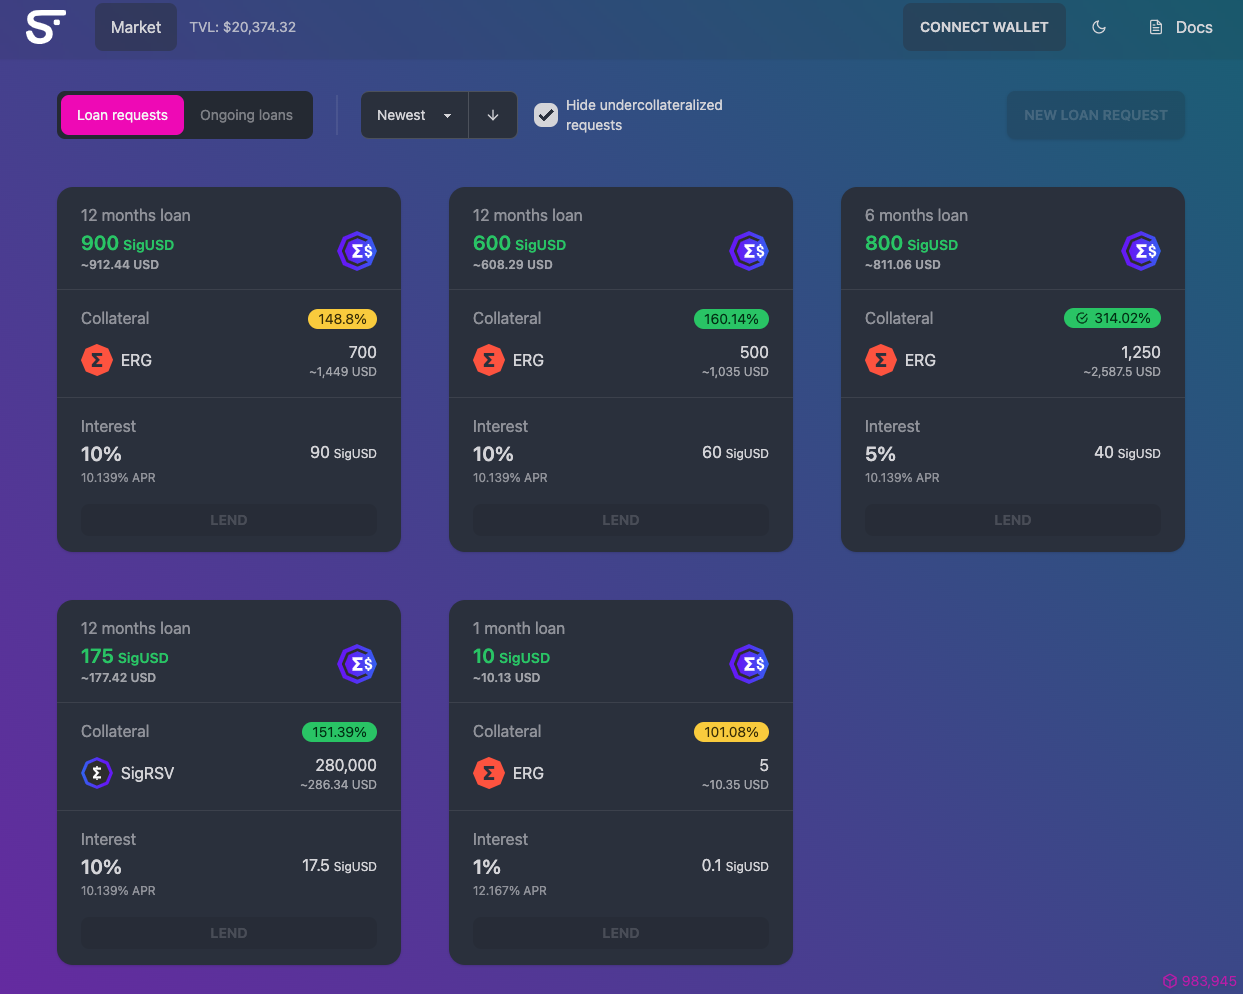 Market
TVL: $20,374.32
CONNECT WALLET
Docs
Loan requests
Ongoing loans
Newest
Hide undercollateralized
requests
NEW LOAN REQUEST
12 months loan
900 SigUSD
~912.44 USD
Collateral
148.8%
ERG
700
~1,449 USD
Interest
10%
90 SigUSD
10.139% APR
LEND
12 months loan
600 SigUSD
~608.29 USD
Collateral
160.14%
ERG
500
~1,035 USD
Interest
10%
60 SigUSD
10.139% APR
LEND
6 months loan
800 SigUSD
~811.06 USD
Collateral
314.02%
ERG
1,250
~2,587.5 USD
Interest
5%
40 SigUSD
10.139% APR
LEND
12 months loan
175 SigUSD
~177.42 USD
Collateral
151.39%
SigRSV
280,000
~286.34 USD
Interest
10%
17.5 SigUSD
10.139% APR
LEND
1 month loan
10 SigUSD
~10.13 USD
Collateral
101.08%
ERG
5
~10.35 USD
Interest
1%
0.1 SigUSD
12.167% APR
LEND
983,945